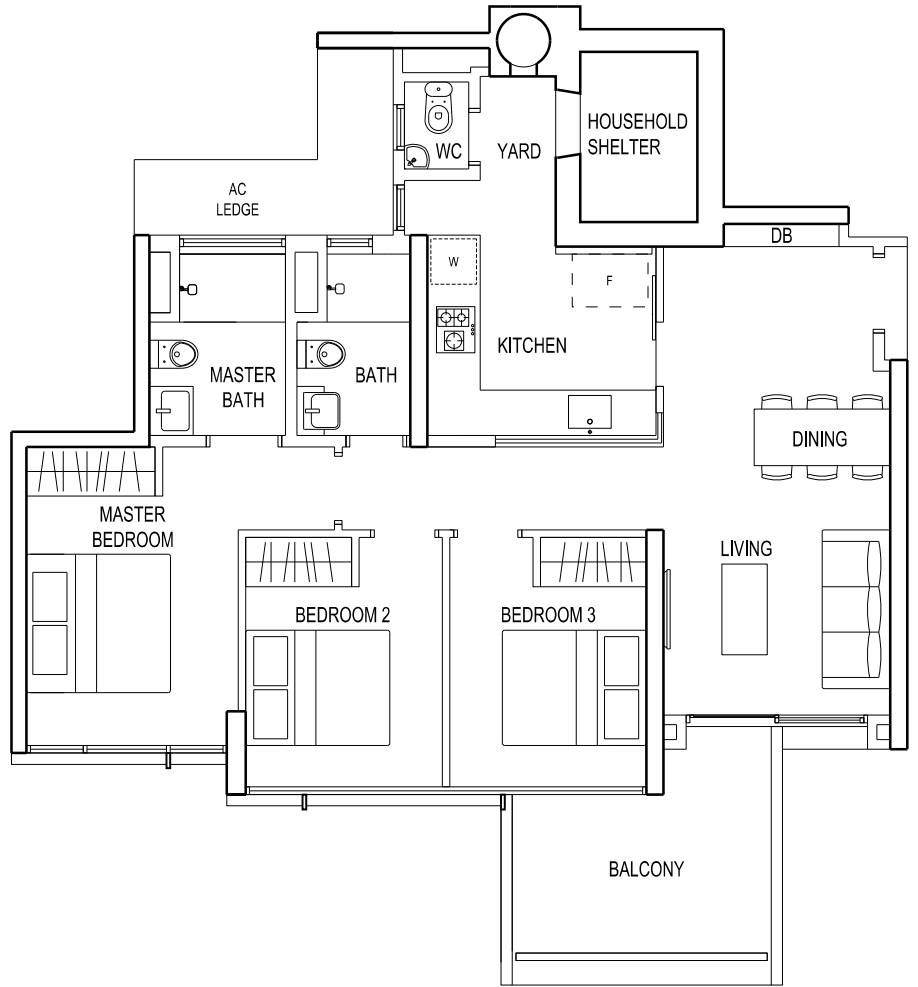 HOUSEHOLD
SHELTER
WC
YARD
AC
LEDGE
DB
W
F
KITCHEN
MASTER
BATH
BATH
DINING
MASTER
BEDROOM
LIVING
BEDROOM 2
BEDROOM 3
BALCONY